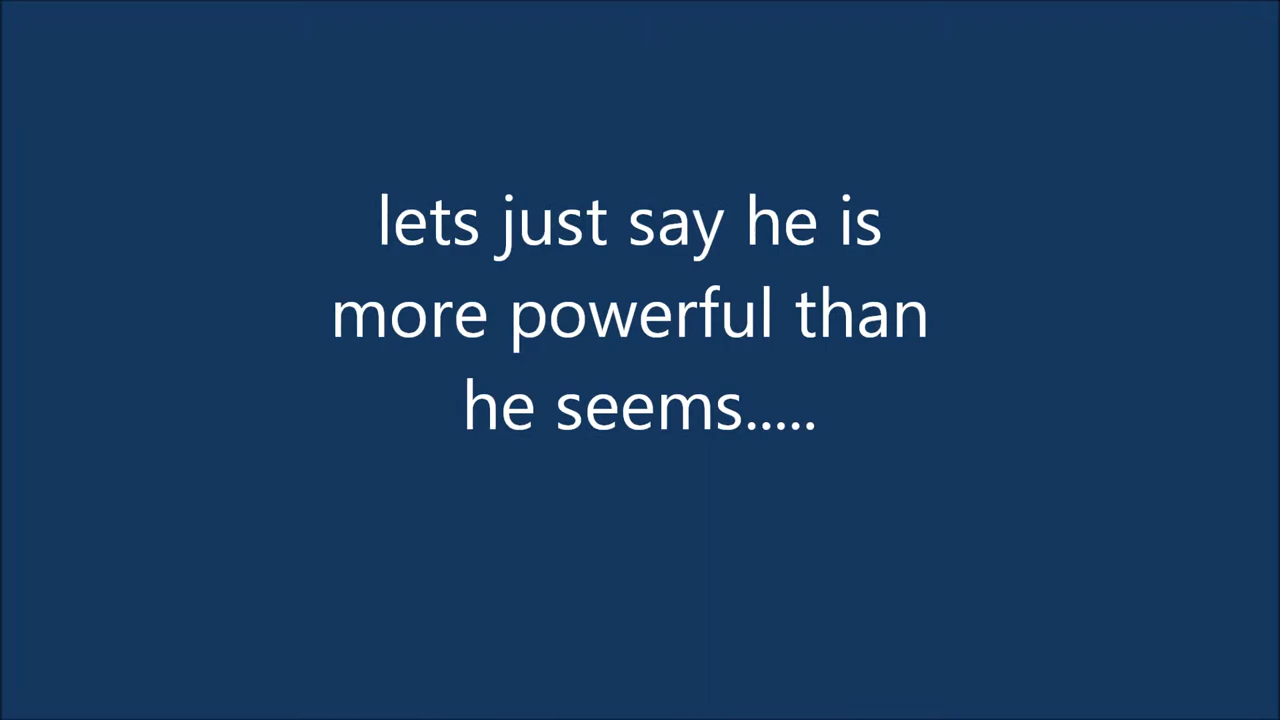 lets just say he is
more powerful than
he seems.....